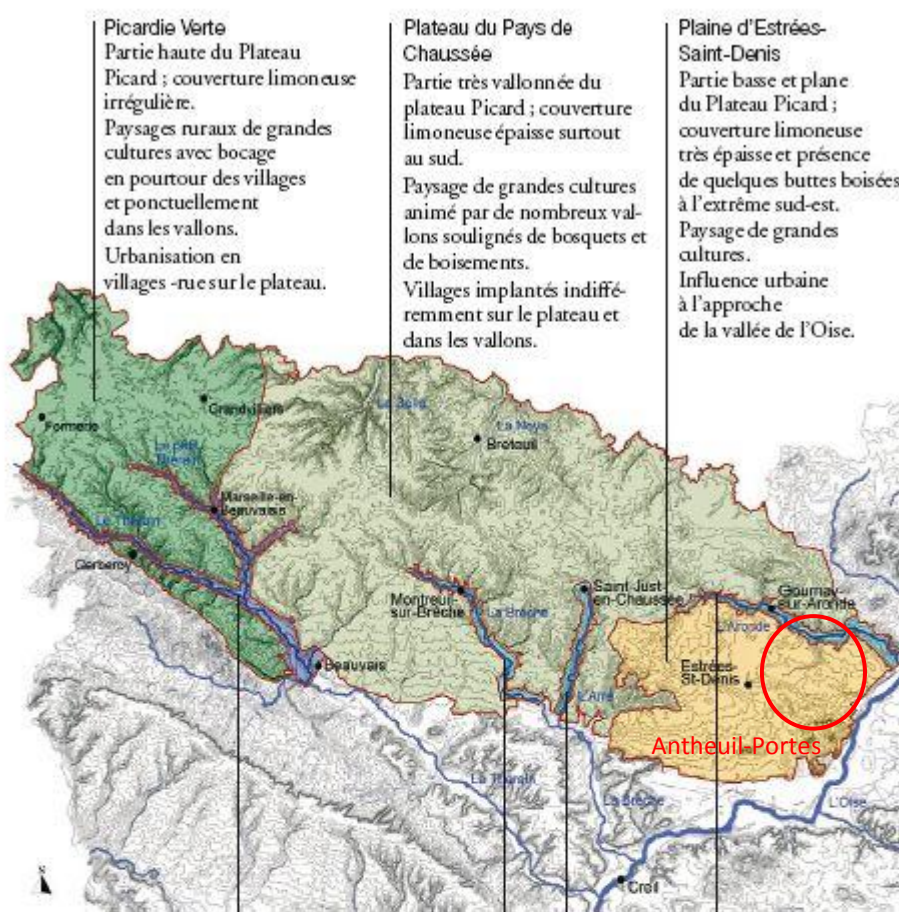 Picardie Verte
Partie haute du Plateau
Picard ; couverture limoneuse
irrégulière.
Paysages ruraux de grandes
cultures avec bocage
en pourtour des villages
et ponctuellement
dans les vallons.
Urbanisation en
villages -rue sur le plateau.
Plateau du Pays de
Chaussée
Partie très vallonnée du
plateau Picard ; couverture
limoneuse épaisse surtout
au sud.
Paysage de grandes cultures
animé par de nombreux val-
lons soulignés de bosquets et
de boisements.
Villages implantés indiffé-
remment sur le plateau et
dans les vallons.
Plaine d'Estrées-
Saint-Denis
Partie basse et plane
du Plateau Picard ;
couverture limoneuse
très épaisse et présence
de quelques buttes boisées
à l'extrême sud-est.
Paysage de grandes
cultures.
Influence urbaine
à l'approche
de la vallée de l'Oise.
Formerie
Grandvilliers
La Noye
Breteuil
Marseille-en-
Beauvaisis
Le Thérain
Gerberoy
Montreuil-
sur-Brèche
La Brèche
Saint-Just
en-Chaussée
Gournay-
sur-Aronde
L'Aronde
Beauvais
Estrées-
St-Denis
L'Arré
Antheuil-Portes
Le Thérain
La Brèche
L'Oise
Creil